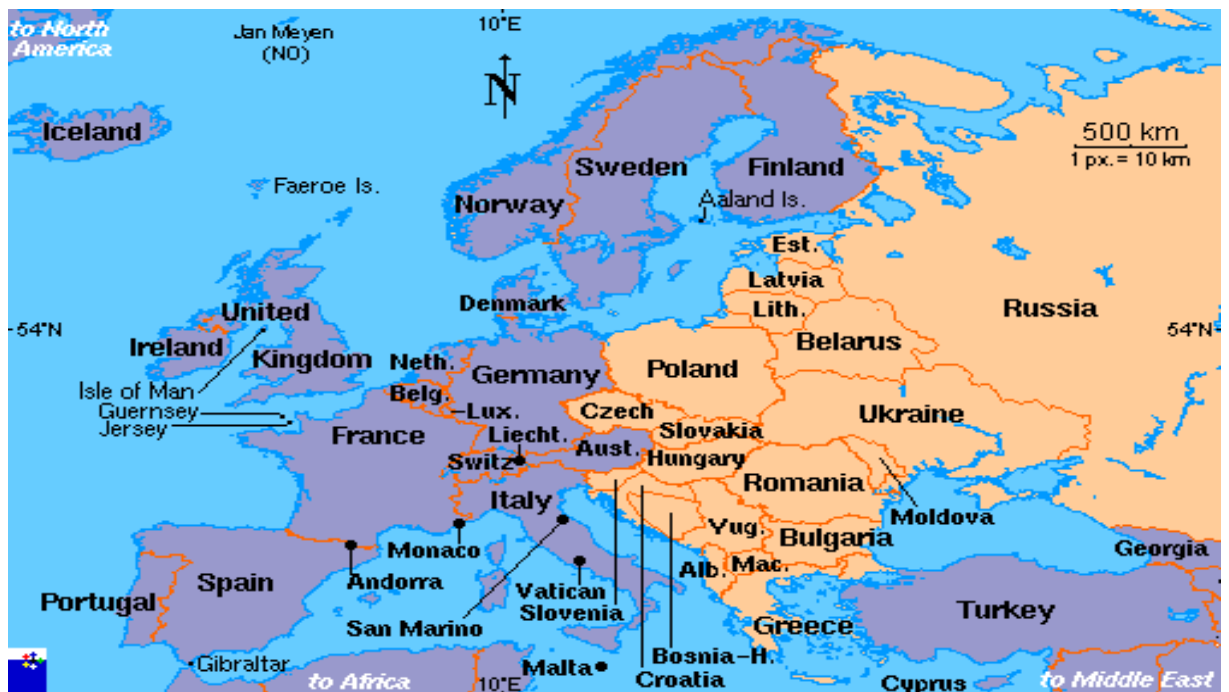 to North
America
Jan Meyen
(NO)
10°E
N
Iceland
500 km
1 px. = 10 km
Sweden
Finland
Faeroe Is.
Norway
Aaland Is.
Est.
Latvia
Denmark
Lith.
Russia
United
54°N
54°N
Ireland
Kingdom
Belarus
Neth.
Germany
Poland
Isle of Man
Belg.
Guernsey
-Lux.
Czech
Ukraine
Jersey
France
Liecht.
Slovakia
Switz
Aust.
Hungary
Italy
Romania
Moldova
Yug.
Bulgaria
Monaco
Georgia
Andorra
Alb.
Mac.
Spain
Vatican
Portugal
Slovenia
Turkey
San Marino
Greece
Bosnia-H.
Gibraltar
Malta
Croatia
to Africa
10°E
Cyprus
to Middle East